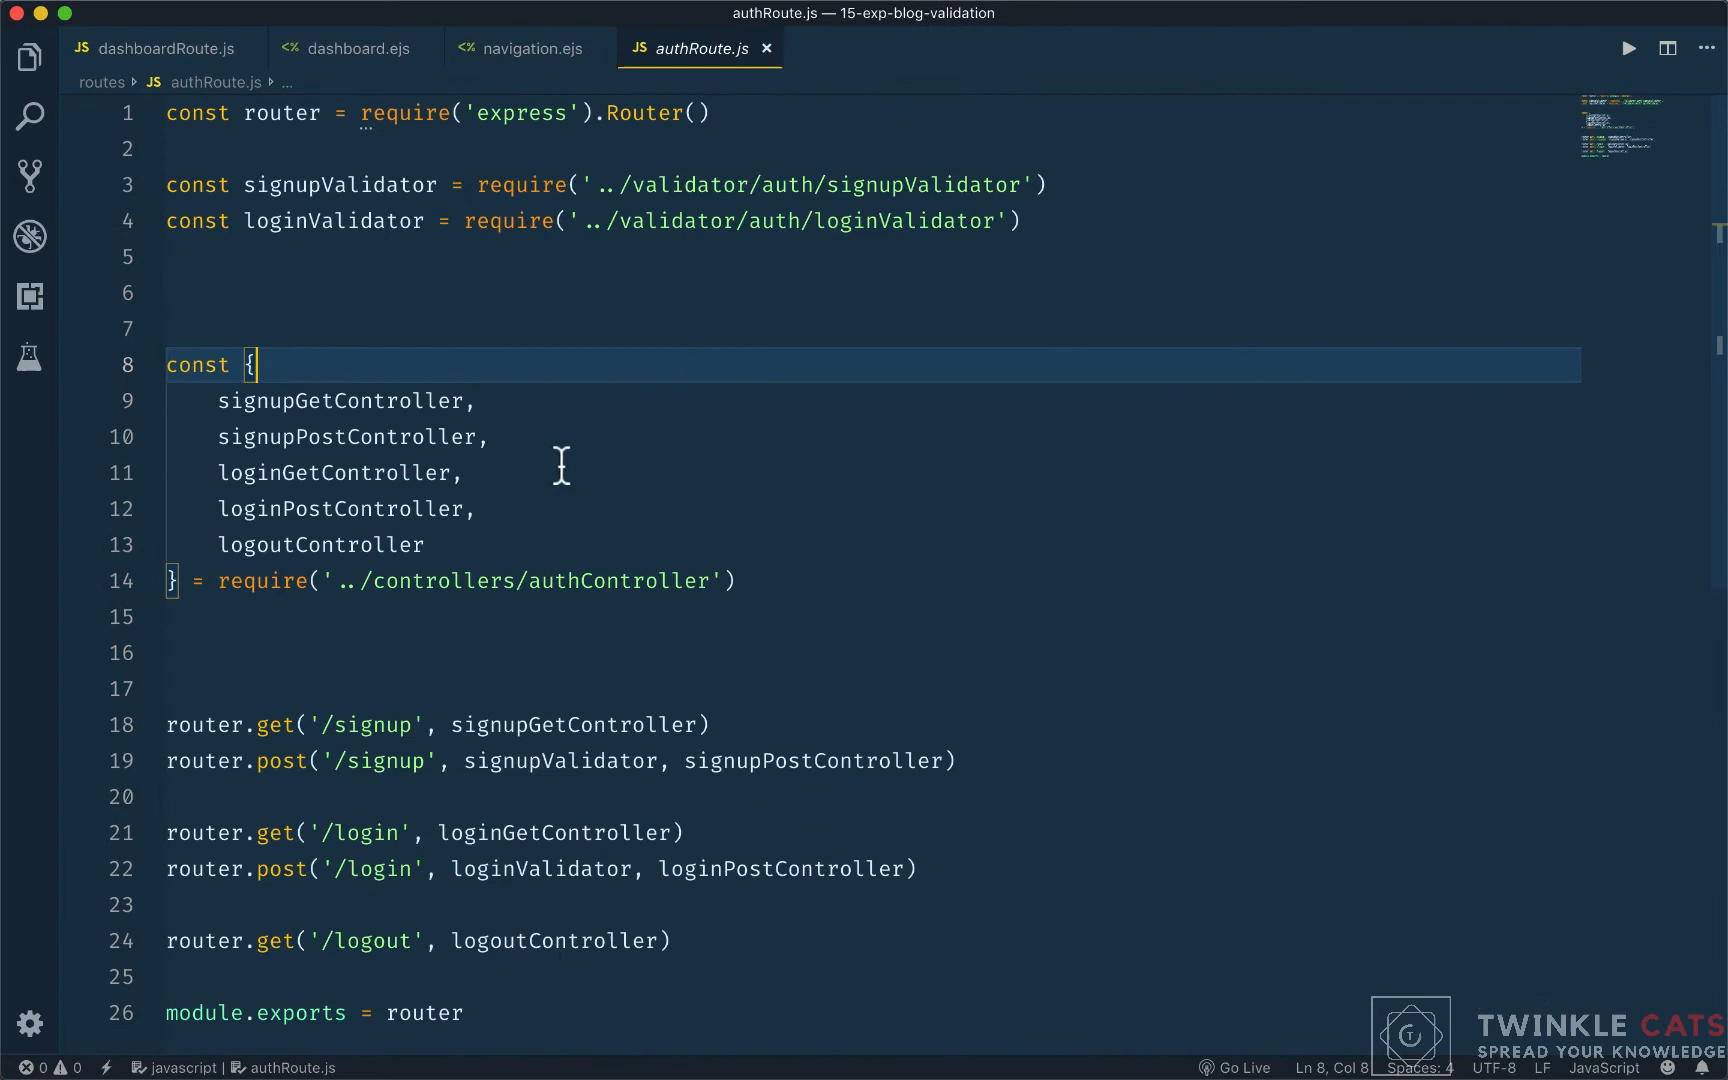 authRoute.js — 15-exp-blog-validation
JS dashboardRoute.js <% dashboard.ejs <% navigation.ejs JS authRoute.js ×
routes JS authRoute.js ...
1 const router = require('express').Router()
2
3 const signupValidator = require('../validator/auth/signupValidator')
4 const loginValidator = require('../validator/auth/loginValidator')
5
6
7
8 const {
9 signupGetController,
10 signupPostController,
11 loginGetController,
12 loginPostController,
13 logoutController
14 } = require('../controllers/authController')
15
16
17
18 router.get('/signup', signupGetController)
19 router.post('/signup', signupValidator, signupPostController)
20
21 router.get('/login', loginGetController)
22 router.post('/login', loginValidator, loginPostController)
23
24 router.get('/logout', logoutController)
25
26 module.exports = router
TWINKLE CATS
SPREAD YOUR KNOWLEDGE
0 0 javascript | authRoute.js Go Live Ln 8, Col 8 Spaces: 4 UTF-8 LF JavaScript